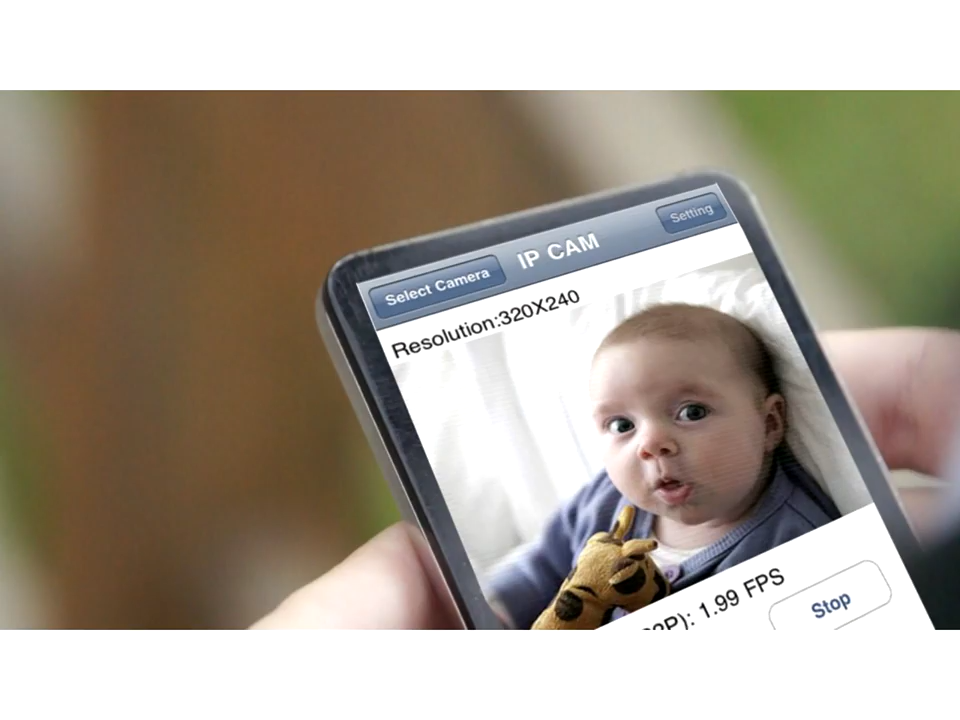 Select Camera IP CAM Setting
Resolution:320X240
P): 1.99 FPS
Stop